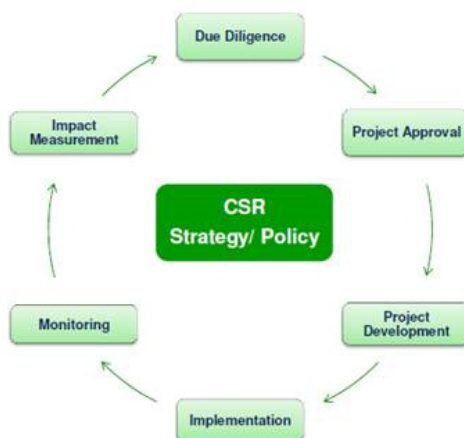 Due Diligence
Project Approval
Project
Development
Implementation
Monitoring
Impact
Measurement
CSR
Strategy/ Policy